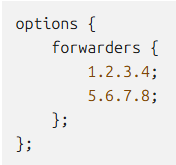 options {
    forwarders {
        1.2.3.4;
        5.6.7.8;
    };
};